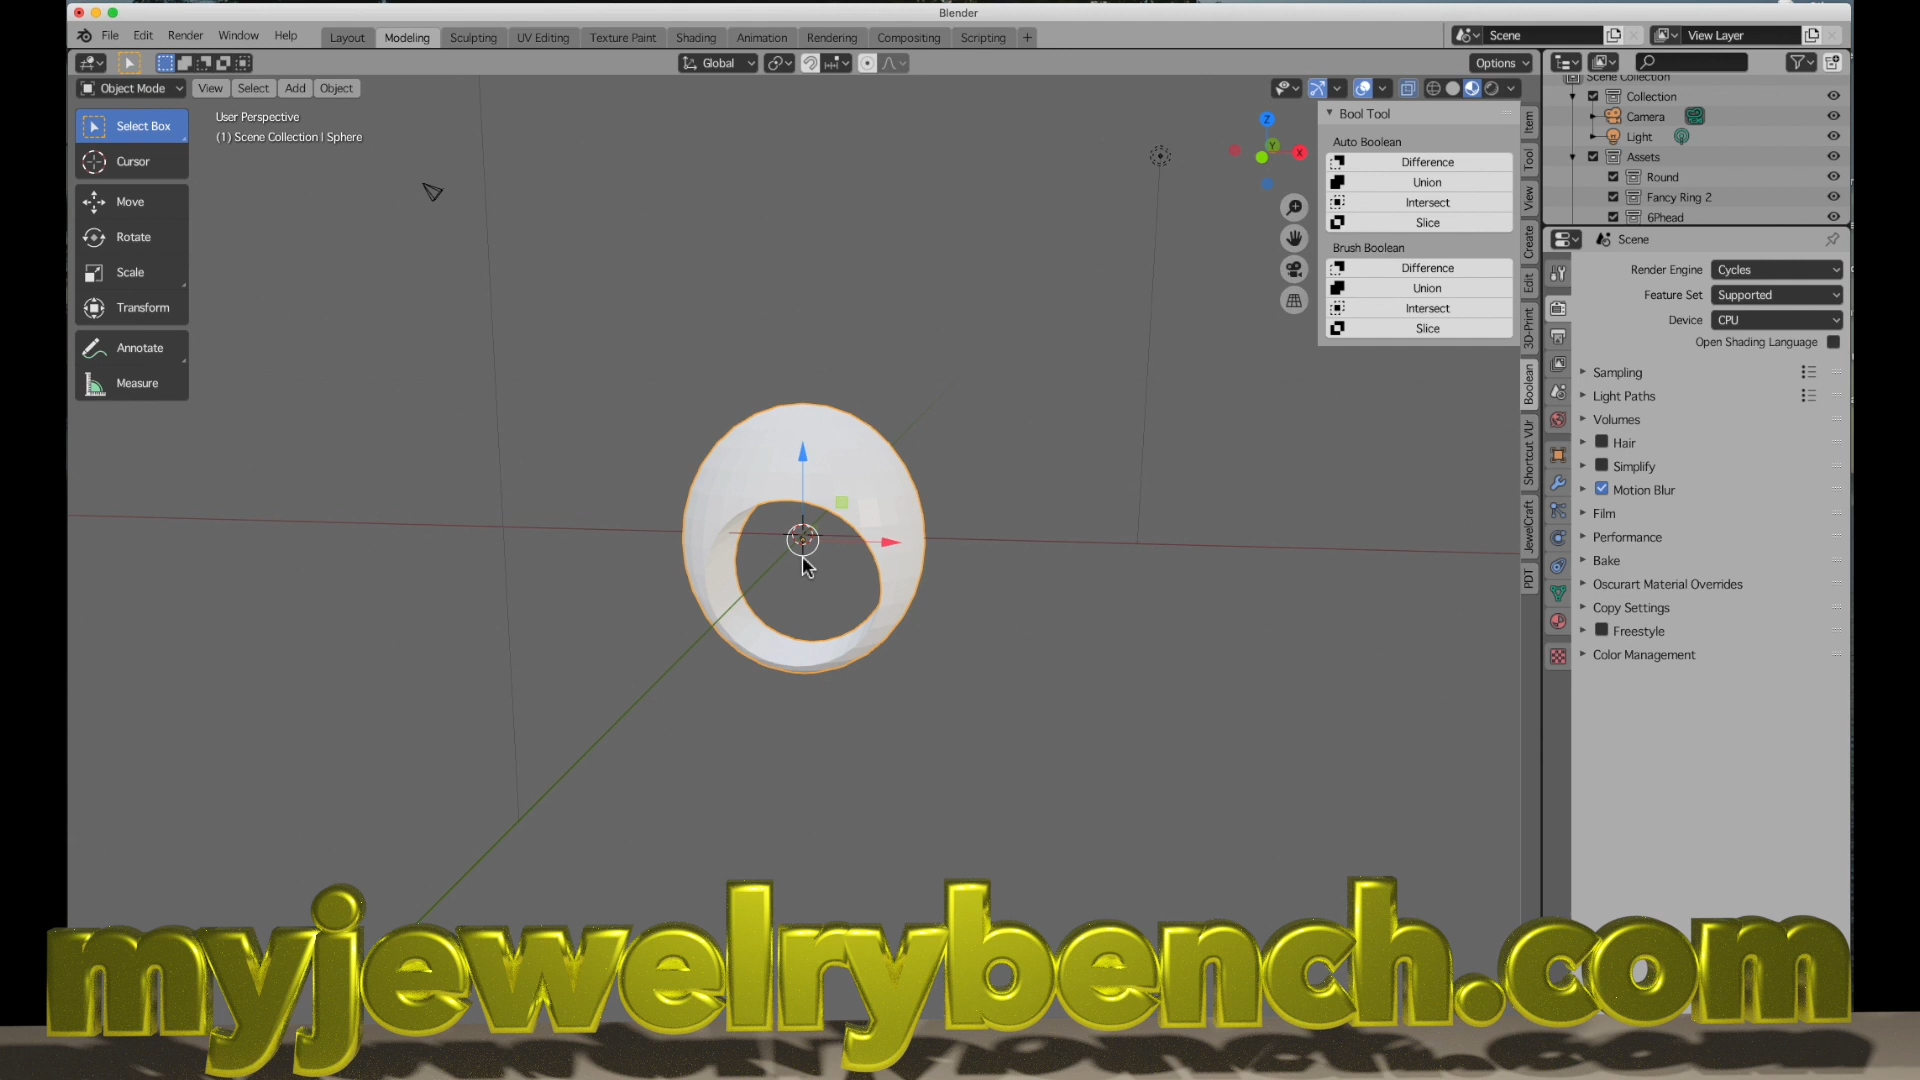 Blender
File Edit Render Window Help Layout Modeling Sculpting UV Editing Texture Paint Shading Animation Rendering Compositing Scripting + Scene View Layer
Global Options
Object Mode View Select Add Object
Select Box
Cursor
Move
Rotate
Scale
Transform
Annotate
Measure
User Perspective
(1) Scene Collection | Sphere
Z
Y
X
Bool Tool
Auto Boolean
Difference
Union
Intersect
Slice
Brush Boolean
Difference
Union
Intersect
Slice
Item
Tool
View
Create
Edit
3D-Print
Boolean
Shortcut VUr
JewelCraft
PDT
Scene Collection
Collection
Camera
Light
Assets
Round
Fancy Ring 2
6Phead
Scene
Render Engine Cycles
Feature Set Supported
Device CPU
Open Shading Language
Sampling
Light Paths
Volumes
Hair
Simplify
Motion Blur
Film
Performance
Bake
Oscurart Material Overrides
Copy Settings
Freestyle
Color Management
myjewelrybench.com